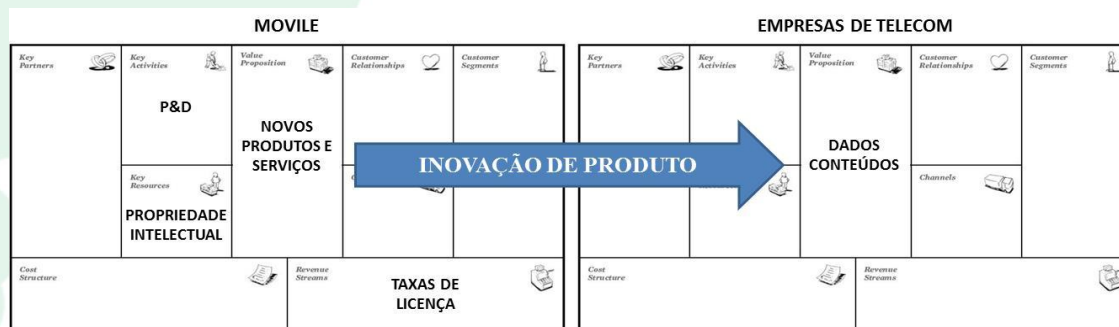 MOVILE
Key
Partners
Key
Activities
P&D
Key
Resources
PROPRIEDADE
INTELECTUAL
Value
Proposition
NOVOS
PRODUTOS E
SERVIÇOS
Customer
Relationships
Customer
Segments
Cost
Structure
Revenue
Streams
TAXAS DE
LICENÇA
INOVAÇÃO DE PRODUTO
EMPRESAS DE TELECOM
Key
Partners
Key
Activities
Value
Proposition
DADOS
CONTEÚDOS
Customer
Relationships
Channels
Customer
Segments
Cost
Structure
Revenue
Streams